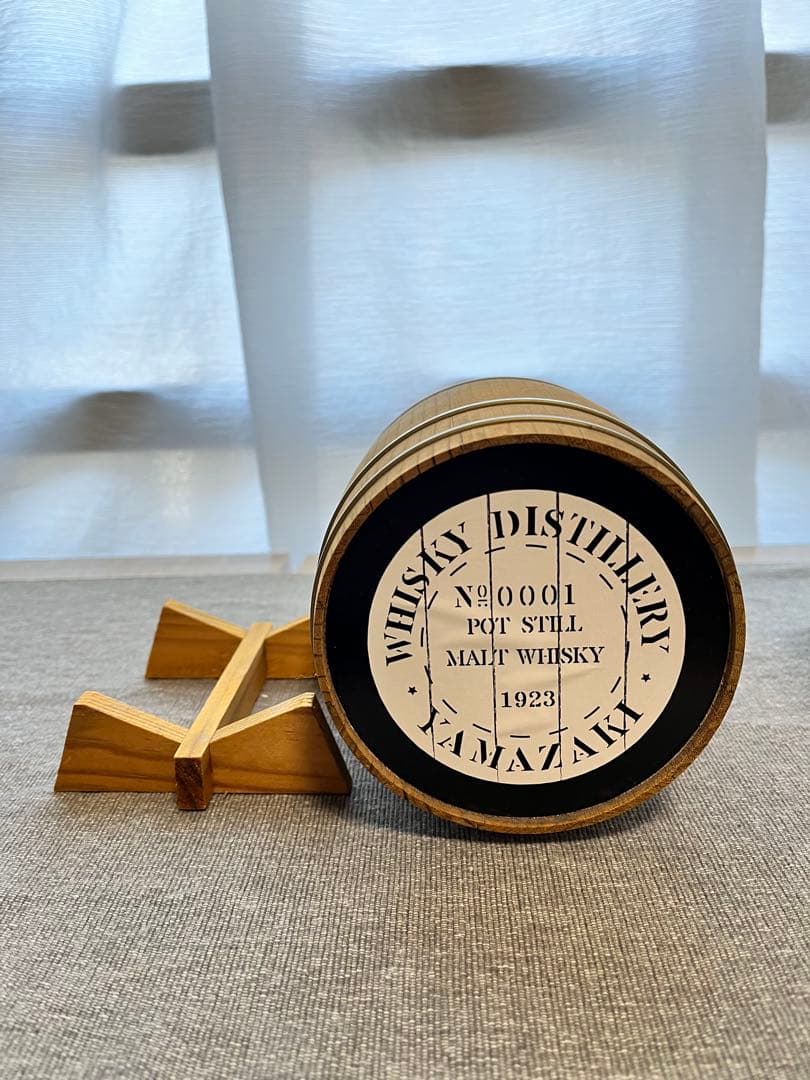 WHISKY DISTILLERY
Nº 0001
POT STILL
MALT WHISKY
1923
YAMAZAKI